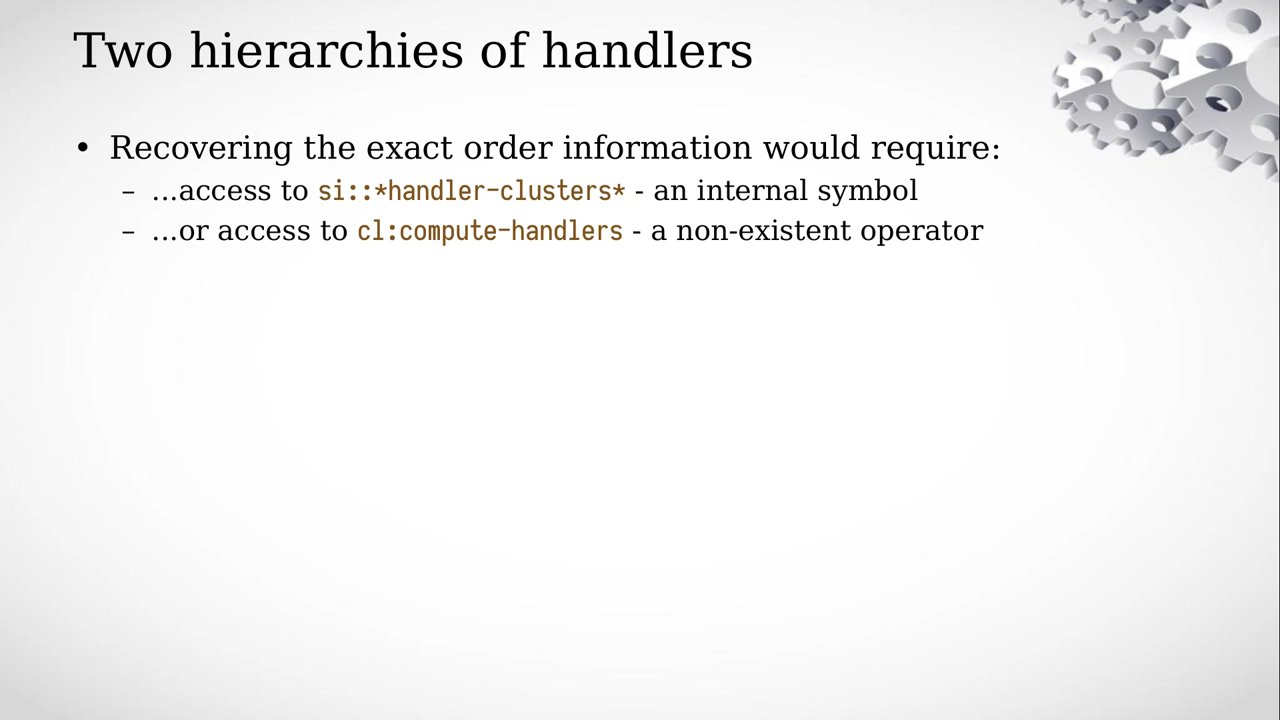 Two hierarchies of handlers
• Recovering the exact order information would require:
– ...access to si::*handler-clusters* - an internal symbol
– ...or access to cl:compute-handlers - a non-existent operator